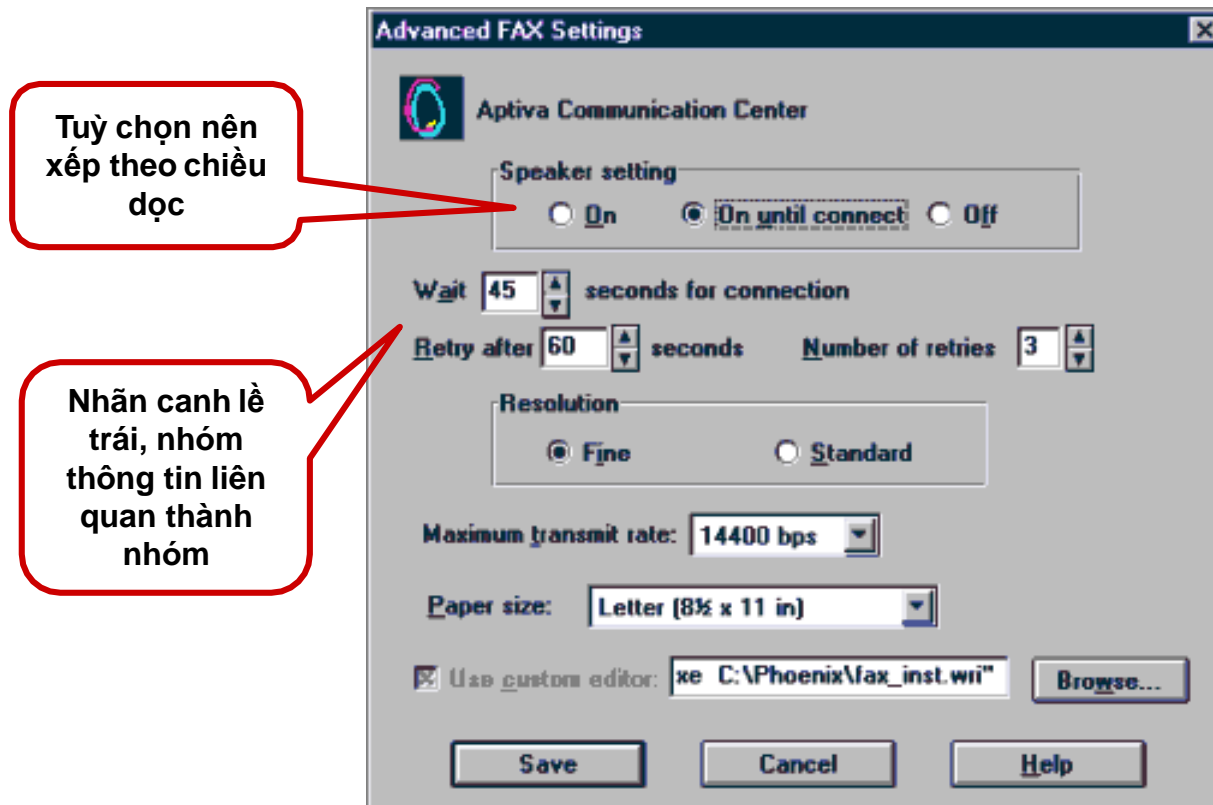 Advanced FAX Settings
Aptiva Communication Center
Tuỳ chọn nên
xếp theo chiều
dọc
Speaker setting
On On until connect Off
Wait 45 seconds for connection
Retry after 60 seconds Number of retries 3
Nhãn canh lề
trái, nhóm
thông tin liên
quan thành
nhóm
Resolution
Fine Standard
Maximum transmit rate: 14400 bps
Paper size: Letter (8½ x 11 in)
Use custom editor: xe C:\Phoenix\fax_inst.wri" Browse...
Save Cancel Help